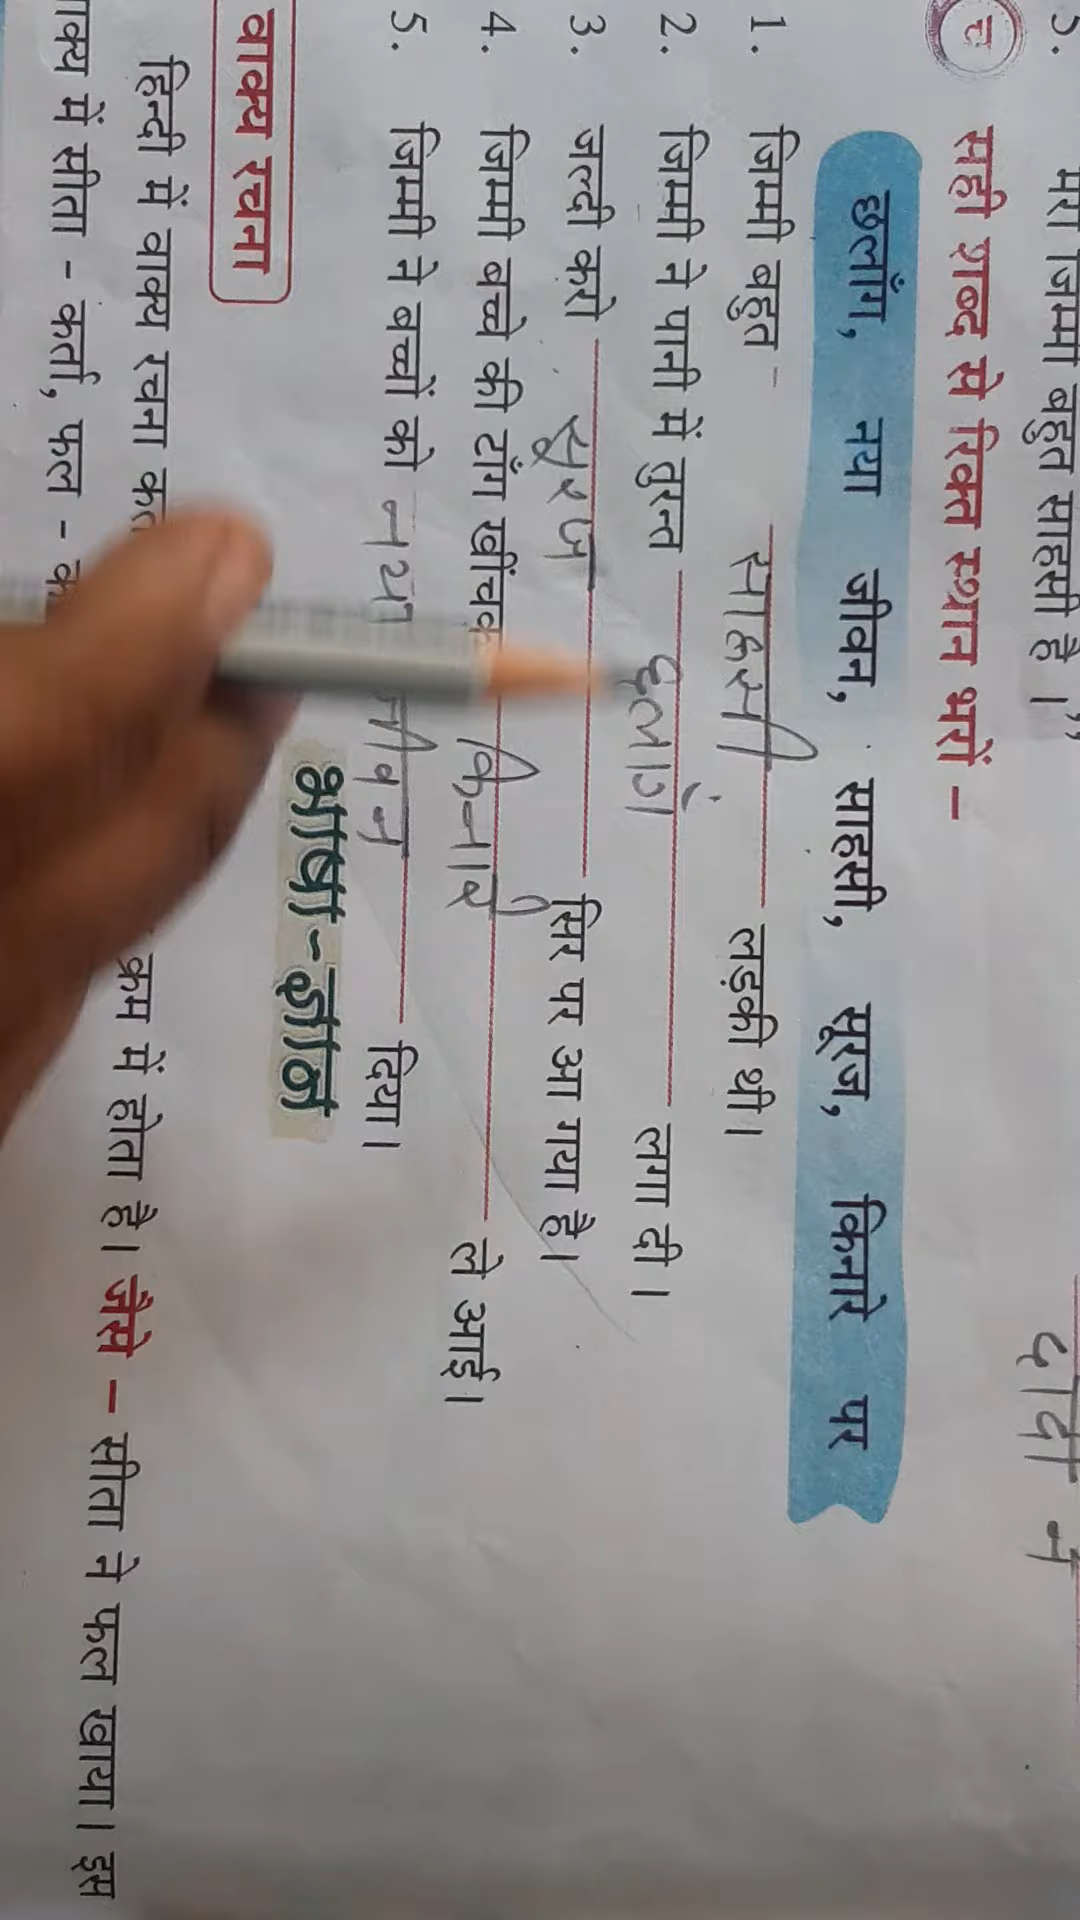 5. मेरी जिम्मी बहुत साहसी है।”
दादी ने
च सही शब्द से रिक्त स्थान भरों –
छलाँग, नया जीवन, साहसी, सूरज, किनारे पर
1. जिम्मी बहुत साहसी लड़की थी।
2. जिम्मी ने पानी में तुरन्त छलांग लगा दी।
3. जल्दी करो सुरज सिर पर आ गया है।
4. जिम्मी बच्चे की टाँग खींचकर किनारे ले आई।
5. जिम्मी ने बच्चों को नया जीवन दिया।
भाषा-ज्ञान
वाक्य रचना
हिन्दी में वाक्य रचना क्रम में होता है। जैसे – सीता ने फल खाया। इस
वाक्य में सीता - कर्ता, फल -